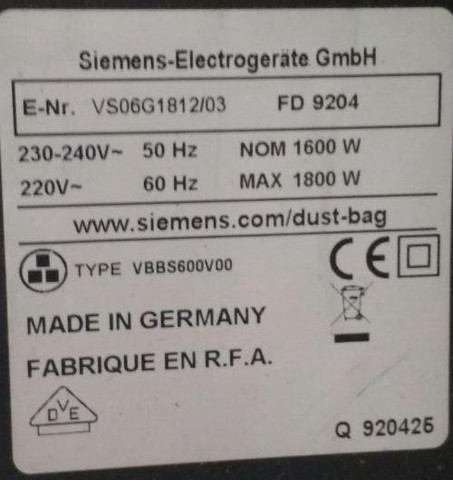 Siemens-Electrogeräte GmbH
E-Nr. VS06G1812/03 FD 9204
230-240V~ 50 Hz NOM 1600 W
220V~ 60 Hz MAX 1800 W
www.siemens.com/dust-bag
TYPE VBBS600V00 CE
MADE IN GERMANY
FABRIQUE EN R.F.A.
DVE
Q 920425